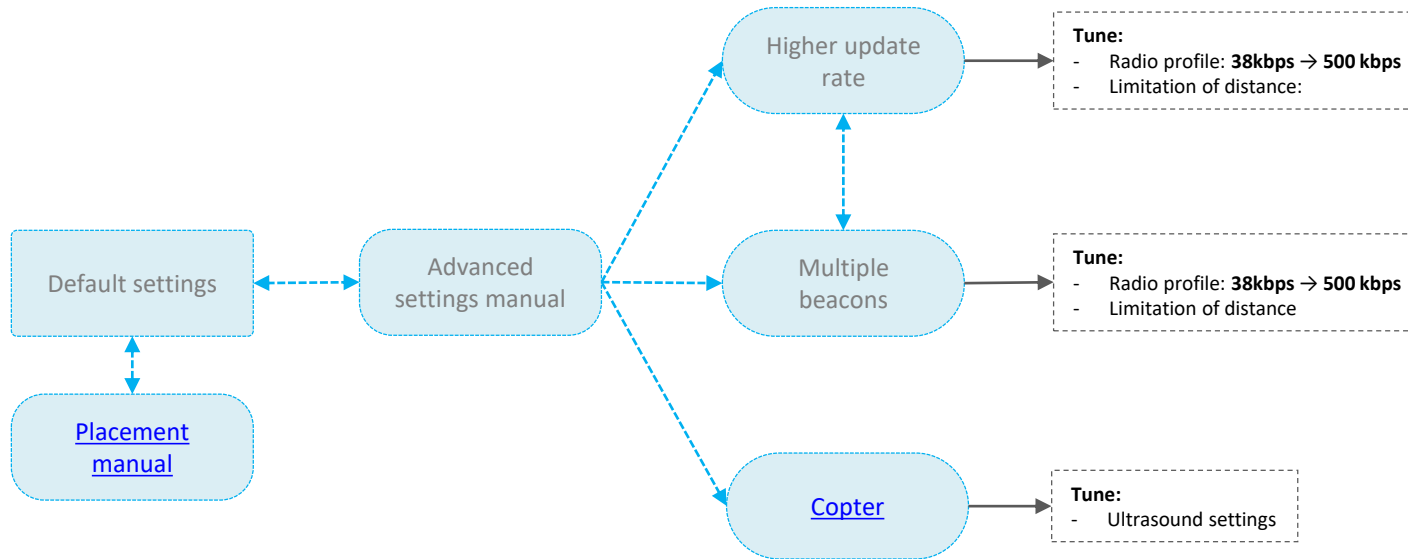 Higher update
rate
Tune:
- Radio profile: 38kbps → 500 kbps
- Limitation of distance:
Default settings
Advanced
settings manual
Multiple
beacons
Tune:
- Radio profile: 38kbps → 500 kbps
- Limitation of distance
Placement
manual
Copter
Tune:
- Ultrasound settings